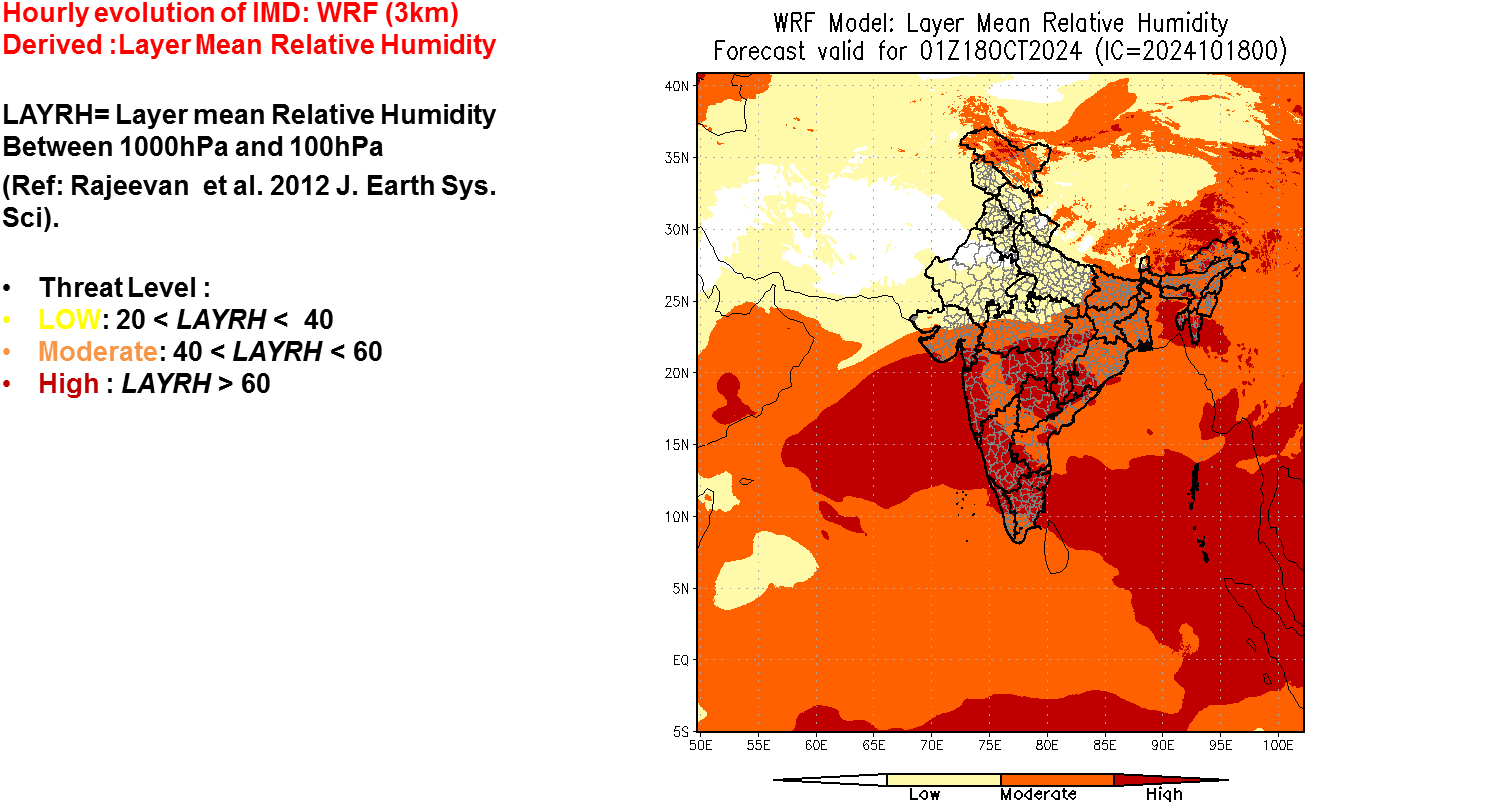 Hourly evolution of IMD: WRF (3km)
Derived :Layer Mean Relative Humidity
LAYRH= Layer mean Relative Humidity
Between 1000hPa and 100hPa
(Ref: Rajeevan et al. 2012 J. Earth Sys.
Sci).
• Threat Level :
• LOW: 20 < LAYRH < 40
• Moderate: 40 < LAYRH < 60
• High : LAYRH > 60
WRF Model: Layer Mean Relative Humidity
Forecast valid for 01Z18OCT2024 (IC=2024101800)
40N
35N
30N
25N
20N
15N
10N
5N
EQ
5S
50E 55E 60E 65E 70E 75E 80E 85E 90E 95E 100E
Low Moderate High